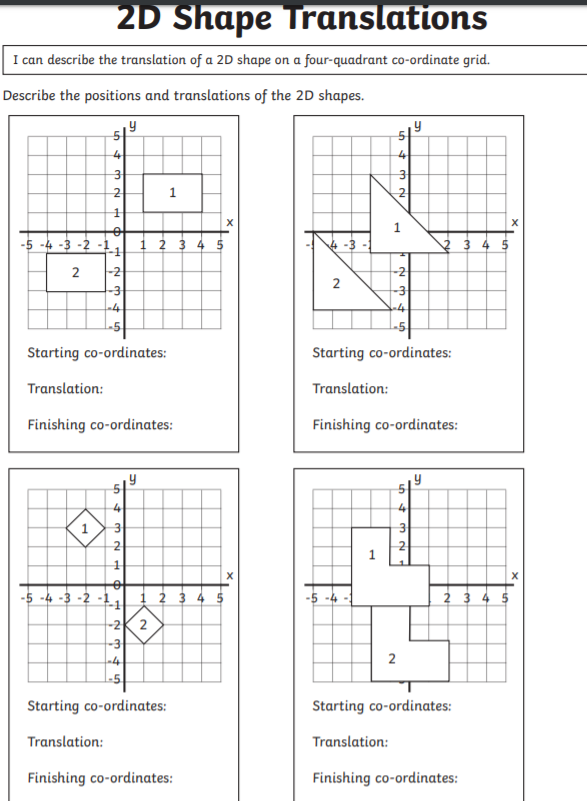 2D Shape Translations
I can describe the translation of a 2D shape on a four-quadrant co-ordinate grid.
Describe the positions and translations of the 2D shapes.
y
5
4
3
2
1
0
x
-5 -4 -3 -2 -1 1 2 3 4 5
-1
-2
-3
-4
-5
1
2
Starting co-ordinates:
Translation:
Finishing co-ordinates:
y
5
4
3
2
x
4 -3 2 3 4 5
-2
-3
-4
-5
1
2
Starting co-ordinates:
Translation:
Finishing co-ordinates:
y
5
4
3
2
1
0
x
-5 -4 -3 -2 -1 1 2 3 4 5
-1
-2
-3
-4
-5
1
2
Starting co-ordinates:
Translation:
Finishing co-ordinates:
y
5
4
3
2
1
x
-5 -4 2 3 4 5
1
2
Starting co-ordinates:
Translation:
Finishing co-ordinates: